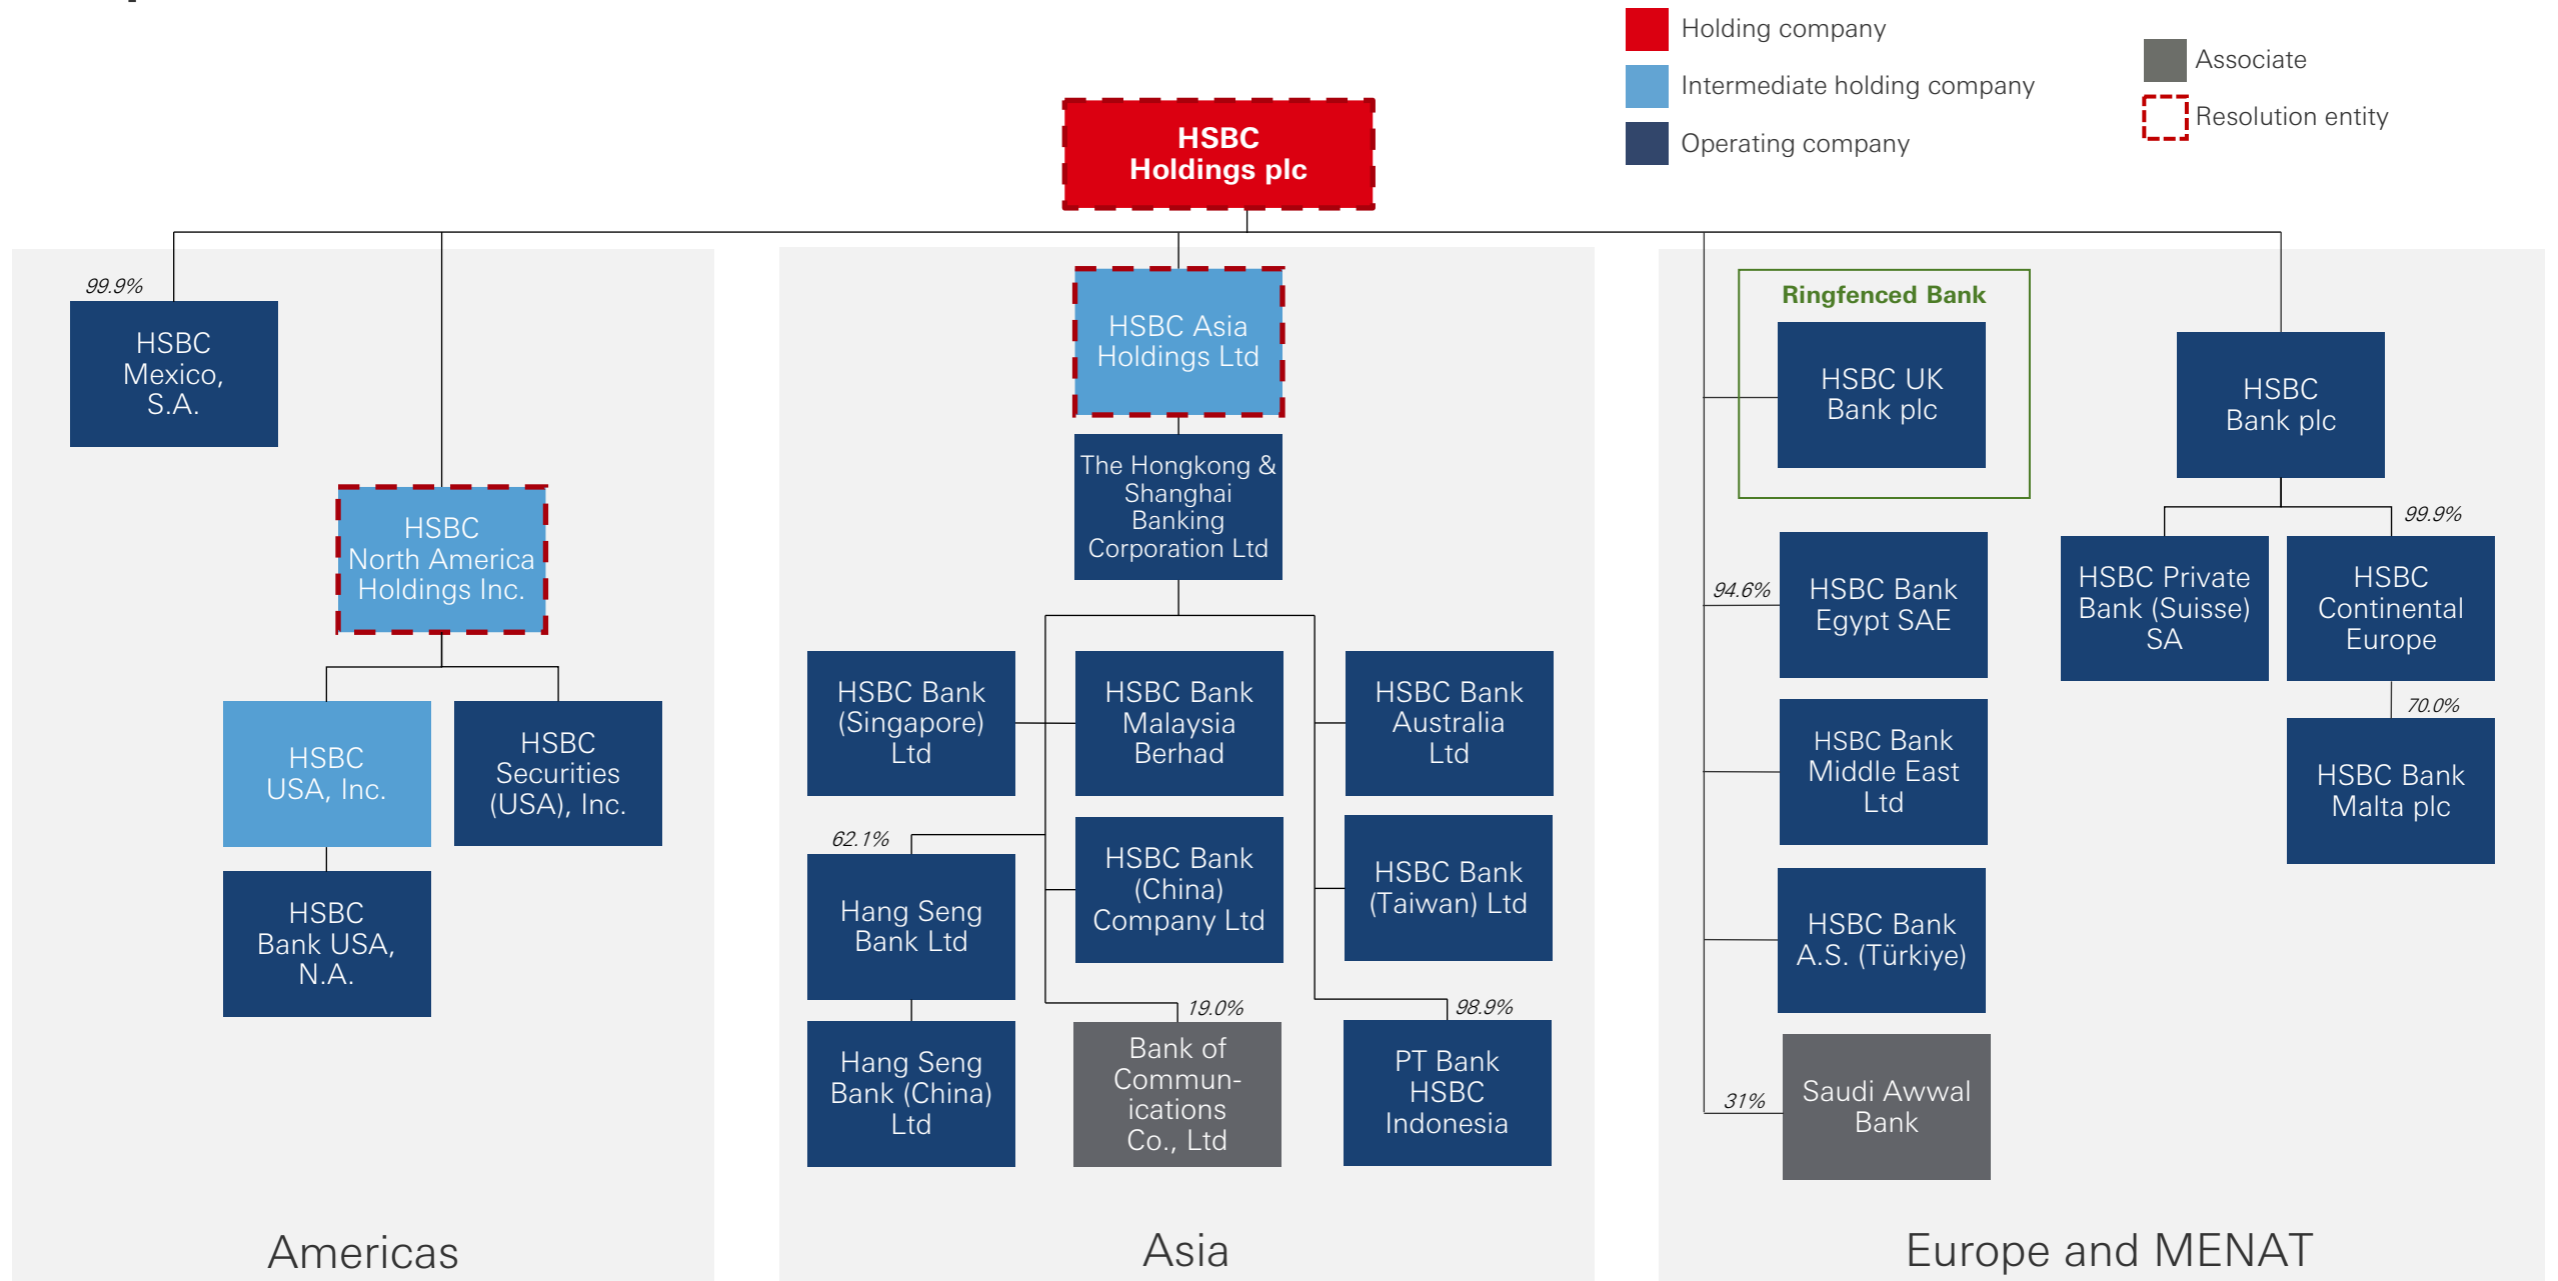 Holding company
Intermediate holding company
Operating company
Associate
Resolution entity
HSBC
Holdings plc
99.9%
HSBC
Mexico,
S.A.
HSBC
North America
Holdings Inc.
HSBC
USA, Inc.
HSBC
Securities
(USA), Inc.
HSBC
Bank USA,
N.A.
Americas
HSBC Asia
Holdings Ltd
The Hongkong &
Shanghai
Banking
Corporation Ltd
HSBC Bank
(Singapore)
Ltd
HSBC Bank
Malaysia
Berhad
HSBC Bank
Australia
Ltd
62.1%
Hang Seng
Bank Ltd
HSBC Bank
(China)
Company Ltd
HSBC Bank
(Taiwan) Ltd
Hang Seng
Bank (China)
Ltd
19.0%
Bank of
Commun-
ications
Co., Ltd
98.9%
PT Bank
HSBC
Indonesia
Asia
Ringfenced Bank
HSBC UK
Bank plc
94.6%
HSBC Bank
Egypt SAE
HSBC Bank
Middle East
Ltd
HSBC Bank
A.S. (Türkiye)
31%
Saudi Awwal
Bank
HSBC
Bank plc
HSBC Private
Bank (Suisse)
SA
99.9%
HSBC
Continental
Europe
70.0%
HSBC Bank
Malta plc
Europe and MENAT